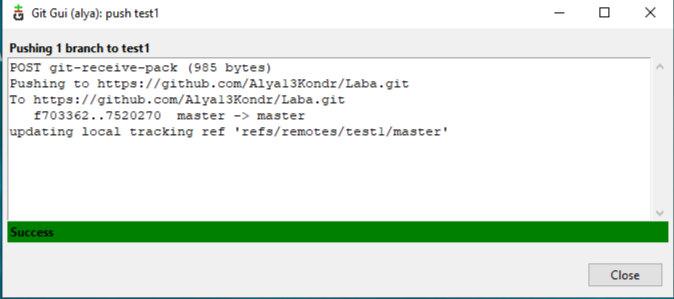 Git Gui (alya): push test1
Pushing 1 branch to test1
POST git-receive-pack (985 bytes)
Pushing to https://github.com/Alya13Kondr/Laba.git
To https://github.com/Alya13Kondr/Laba.git
   f703362..7520270  master -> master
updating local tracking ref 'refs/remotes/test1/master'
Success
Close